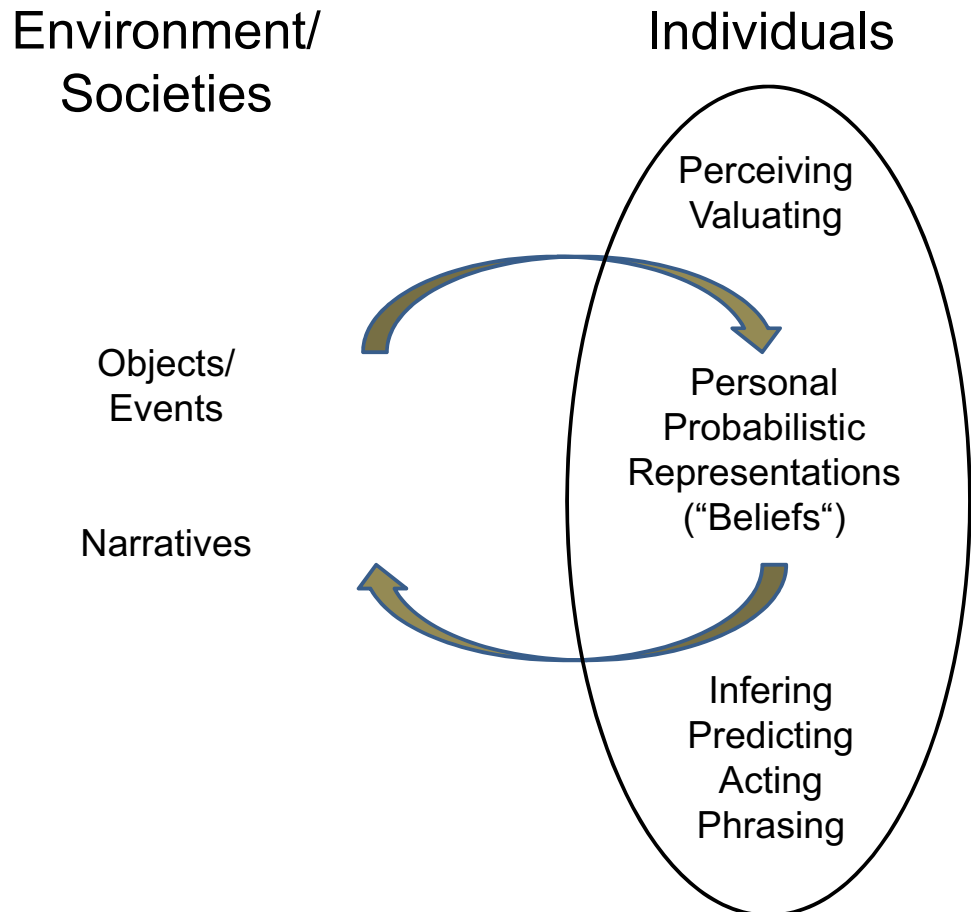 Environment/
Societies
Individuals
Perceiving
Valuating
Objects/
Events
Personal
Probabilistic
Representations
(“Beliefs“)
Narratives
Infering
Predicting
Acting
Phrasing